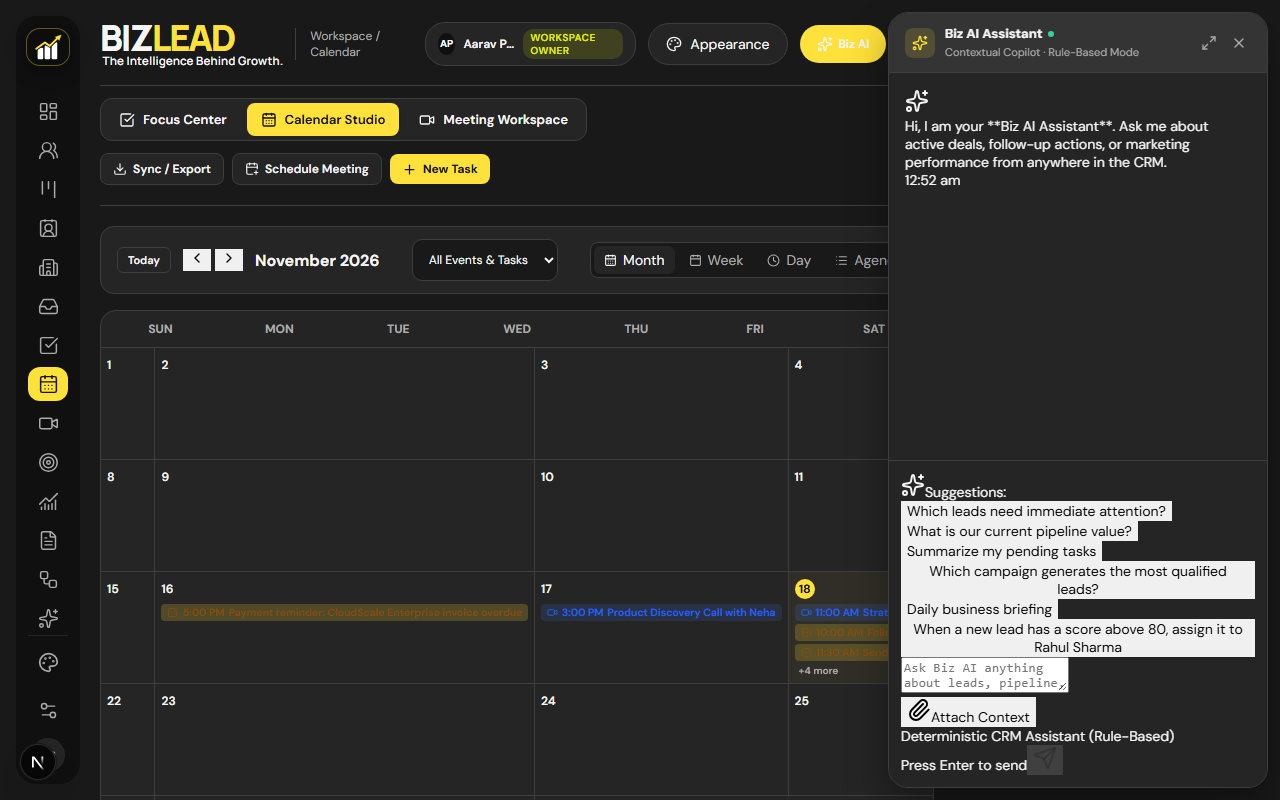 BIZLEAD
The Intelligence Behind Growth.
Workspace /
Calendar
AP Aarav P... WORKSPACE
OWNER
Appearance
Biz AI
Focus Center
Calendar Studio
Meeting Workspace
Sync / Export
Schedule Meeting
New Task
Today
November 2026
All Events & Tasks
Month
Week
Day
SUN MON TUE WED THU FRI SAT
1 2 3 4
8 9 10 11
15 16 17 18
5:00 PM Payment reminder: CloudScale Enterprise invoice overdue
3:00 PM Product Discovery Call with Neha
11:00 AM
10:00 AM
11:30 AM
+4 more
22 23 24 25
N
Biz AI Assistant
Contextual Copilot · Rule-Based Mode
Hi, I am your **Biz AI Assistant**. Ask me about
active deals, follow-up actions, or marketing
performance from anywhere in the CRM.
12:52 am
Suggestions:
Which leads need immediate attention?
What is our current pipeline value?
Summarize my pending tasks
Which campaign generates the most qualified
leads?
Daily business briefing
When a new lead has a score above 80, assign it to
Rahul Sharma
Ask Biz AI anything
about leads, pipeline,
Attach Context
Deterministic CRM Assistant (Rule-Based)
Press Enter to send